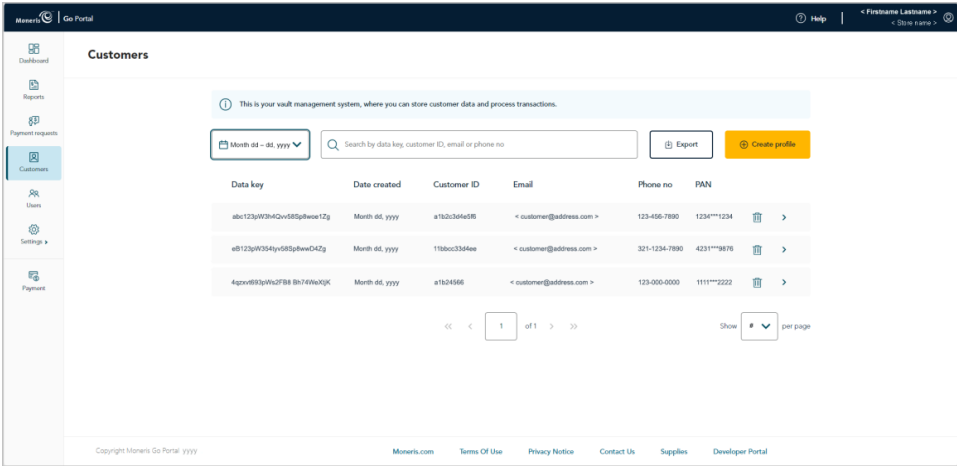 Moneris Go Portal
Help
< Firstname Lastname >
< Store name >
Dashboard
Reports
Payment requests
Customers
Users
Settings
Payment
Customers
This is your vault management system, where you can store customer data and process transactions.
Month dd – dd, yyyy
Search by data key, customer ID, email or phone no
Export
Create profile
Data key Date created Customer ID Email Phone no PAN
abc123pW3h4Qvv58Sp8woe1Zg Month dd, yyyy a1b2c3d4e5f6 < customer@address.com > 123-456-7890 1234***1234
eB123pW354tyv58Sp8wwD4Zg Month dd, yyyy 11bbcc33d4ee < customer@address.com > 321-1234-7890 4231***9876
4qzxvt693pWs2FB8 Bh74WeXtjK Month dd, yyyy a1b24566 < customer@address.com > 123-000-0000 1111***2222
<< < 1 of 1 > >>
Show # per page
Copyright Moneris Go Portal yyyy
Moneris.com Terms Of Use Privacy Notice Contact Us Supplies Developer Portal